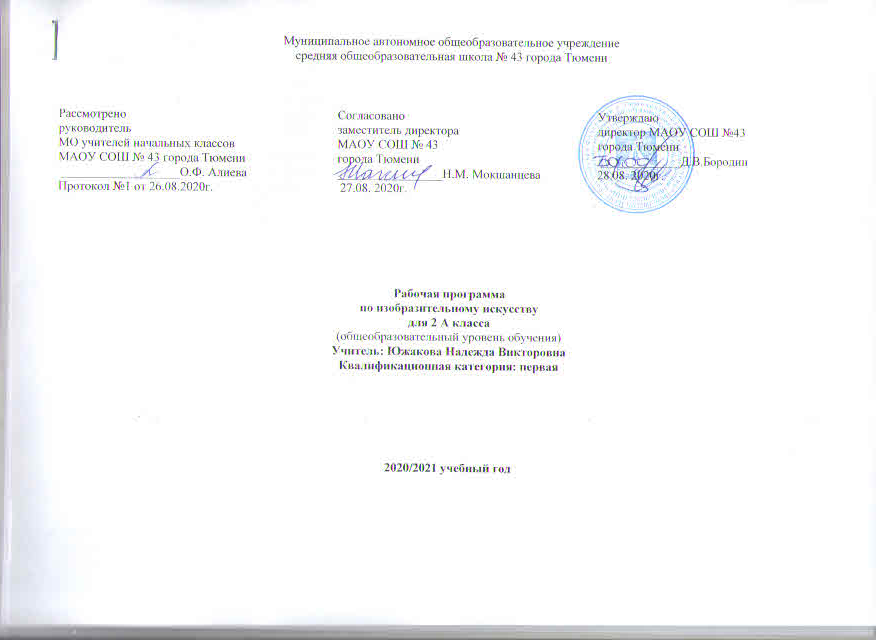 Муниципальное автономное общеобразовательное учреждение
средняя общеобразовательная школа № 43 города Тюмени
Рассмотрено
руководитель
МО учителей начальных классов
МАОУ СОШ № 43 города Тюмени
____________________О.Ф. Алиева
Протокол №1 от 26.08.2020г.
Согласовано
заместитель директора
МАОУ СОШ № 43
города Тюмени
__________________Н.М. Мокшанцева
27.08. 2020г.
Утверждаю
директор МАОУ СОШ №43
города Тюмени
______________Д.В.Бородин
28.08. 2020г.
Рабочая программа
по изобразительному искусству
для 2 А класса
(общеобразовательный уровень обучения)
Учитель: Южакова Надежда Викторовна
Квалификационная категория: первая
2020/2021 учебный год